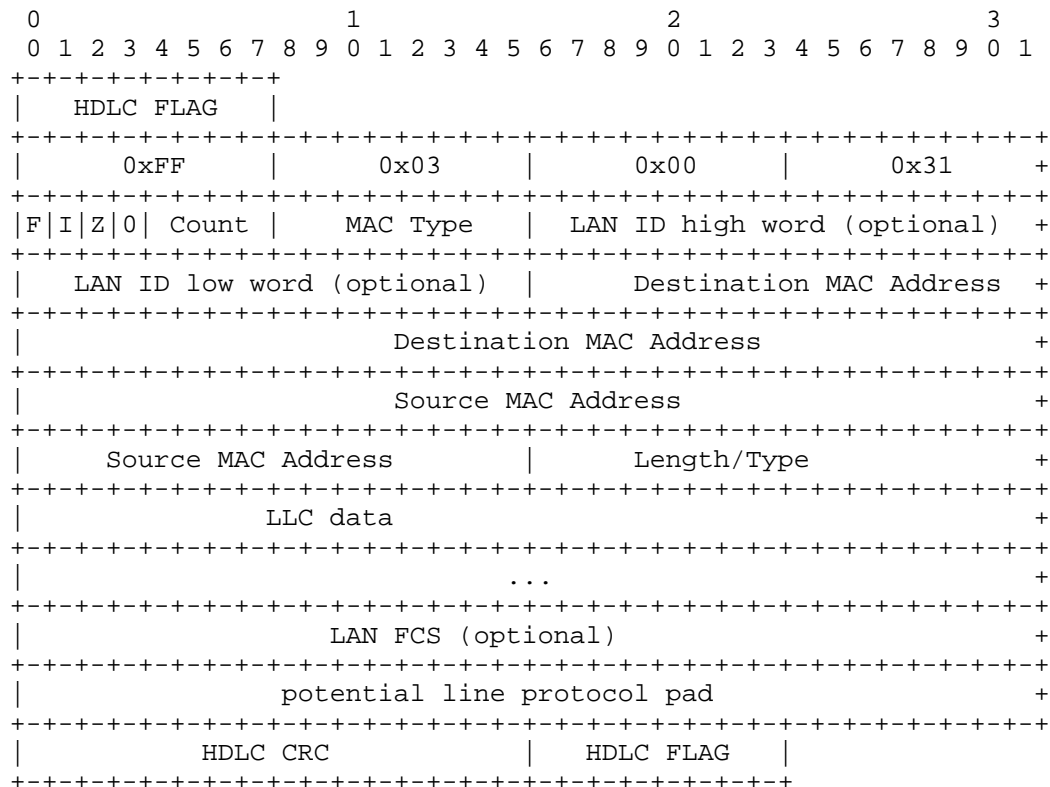 0                   1                   2                   3
 0 1 2 3 4 5 6 7 8 9 0 1 2 3 4 5 6 7 8 9 0 1 2 3 4 5 6 7 8 9 0 1
+-+-+-+-+-+-+-+-+
|   HDLC FLAG   |
+-+-+-+-+-+-+-+-+-+-+-+-+-+-+-+-+-+-+-+-+-+-+-+-+-+-+-+-+-+-+-+-+
|      0xFF     |      0x03     |      0x00     |      0x31     +
+-+-+-+-+-+-+-+-+-+-+-+-+-+-+-+-+-+-+-+-+-+-+-+-+-+-+-+-+-+-+-+-+
|F|I|Z|0| Count |    MAC Type   |  LAN ID high word (optional)  +
+-+-+-+-+-+-+-+-+-+-+-+-+-+-+-+-+-+-+-+-+-+-+-+-+-+-+-+-+-+-+-+-+
|   LAN ID low word (optional)  |      Destination MAC Address  +
+-+-+-+-+-+-+-+-+-+-+-+-+-+-+-+-+-+-+-+-+-+-+-+-+-+-+-+-+-+-+-+-+
|                       Destination MAC Address                 +
+-+-+-+-+-+-+-+-+-+-+-+-+-+-+-+-+-+-+-+-+-+-+-+-+-+-+-+-+-+-+-+-+
|                       Source MAC Address                      +
+-+-+-+-+-+-+-+-+-+-+-+-+-+-+-+-+-+-+-+-+-+-+-+-+-+-+-+-+-+-+-+-+
|     Source MAC Address        |      Length/Type              +
+-+-+-+-+-+-+-+-+-+-+-+-+-+-+-+-+-+-+-+-+-+-+-+-+-+-+-+-+-+-+-+-+
|               LLC data                                        +
+-+-+-+-+-+-+-+-+-+-+-+-+-+-+-+-+-+-+-+-+-+-+-+-+-+-+-+-+-+-+-+-+
|                              ...                              +
+-+-+-+-+-+-+-+-+-+-+-+-+-+-+-+-+-+-+-+-+-+-+-+-+-+-+-+-+-+-+-+-+
|                   LAN FCS (optional)                          +
+-+-+-+-+-+-+-+-+-+-+-+-+-+-+-+-+-+-+-+-+-+-+-+-+-+-+-+-+-+-+-+-+
|                potential line protocol pad                    +
+-+-+-+-+-+-+-+-+-+-+-+-+-+-+-+-+-+-+-+-+-+-+-+-+-+-+-+-+-+-+-+-+
|           HDLC CRC            |   HDLC FLAG   |
+-+-+-+-+-+-+-+-+-+-+-+-+-+-+-+-+-+-+-+-+-+-+-+-+